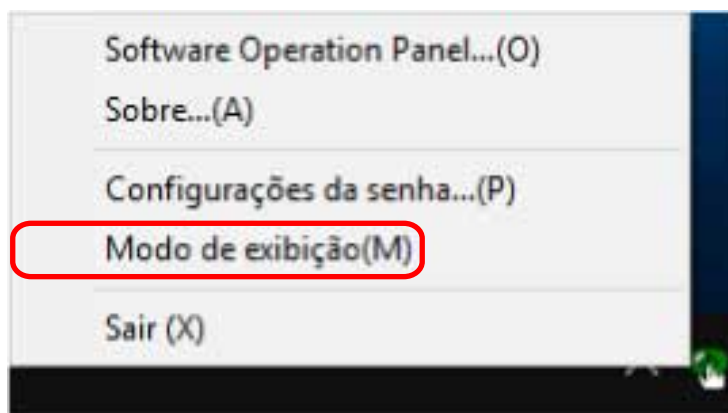 Software Operation Panel...(O)
Sobre...(A)
Configurações da senha...(P)
Modo de exibição(M)
Sair (X)